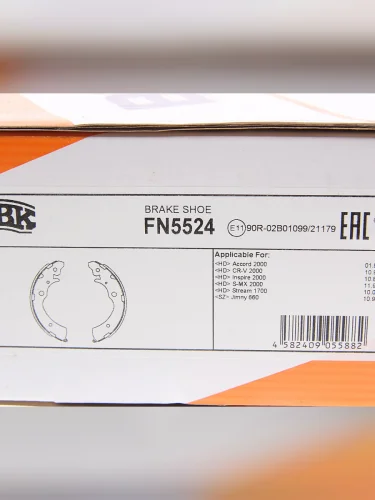 BK
BRAKE SHOE
FN5524
E11 90R-02B01099/21179
EAC
Applicable For:
<HD> Accord 2000
<HD> CR-V 2000
<HD> Inspire 2000
<HD> S-MX 2000
<HD> Stream 1700
<SZ> Jimny 660
4 582409 055882